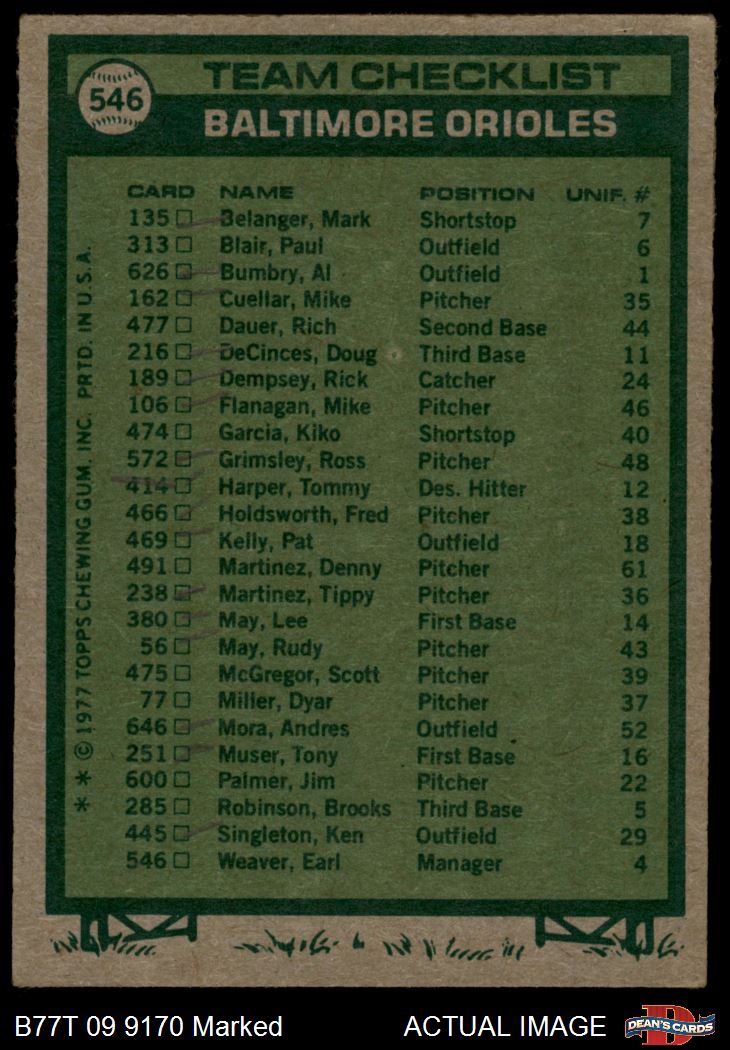 546
TEAM CHECKLIST
BALTIMORE ORIOLES
CARD NAME POSITION UNIF. #
135 Belanger, Mark Shortstop 7
313 Blair, Paul Outfield 6
626 Bumbry, Al Outfield 1
162 Cuellar, Mike Pitcher 35
477 Dauer, Rich Second Base 44
216 DeCinces, Doug Third Base 11
189 Dempsey, Rick Catcher 24
106 Flanagan, Mike Pitcher 46
474 Garcia, Kiko Shortstop 40
572 Grimsley, Ross Pitcher 48
414 Harper, Tommy Des. Hitter 12
466 Holdsworth, Fred Pitcher 38
469 Kelly, Pat Outfield 18
491 Martinez, Denny Pitcher 61
238 Martinez, Tippy Pitcher 36
380 May, Lee First Base 14
56 May, Rudy Pitcher 43
475 McGregor, Scott Pitcher 39
77 Miller, Dyar Pitcher 37
646 Mora, Andres Outfield 52
251 Muser, Tony First Base 16
600 Palmer, Jim Pitcher 22
285 Robinson, Brooks Third Base 5
445 Singleton, Ken Outfield 29
546 Weaver, Earl Manager 4
* * © 1977 TOPPS CHEWING GUM, INC. PRTD. IN U.S.A.
B77T 09 9170 Marked ACTUAL IMAGE
D
DEAN'S CARDS